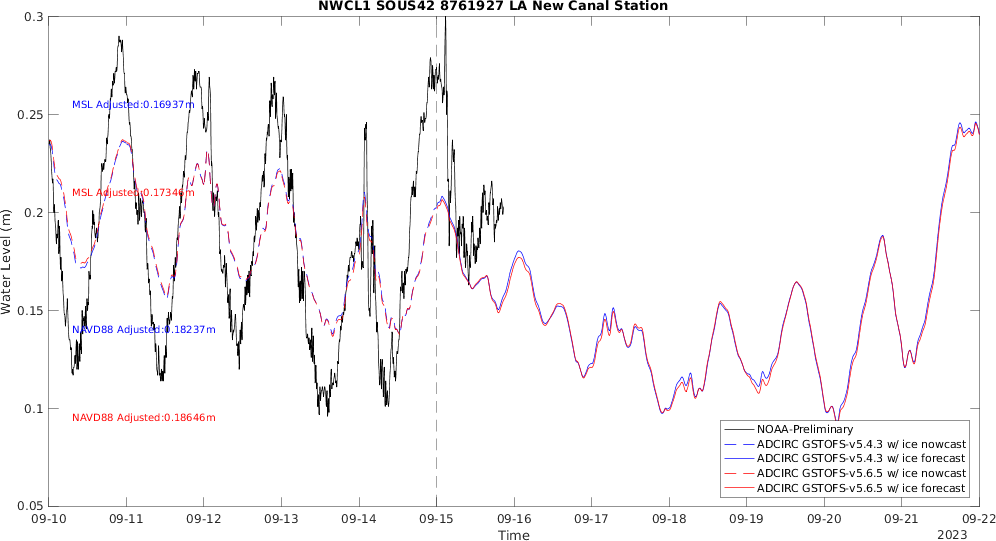 NWCL1 SOUS42 8761927 LA New Canal Station
Water Level (m)
0.3
0.25
0.2
0.15
0.1
0.05
MSL Adjusted:0.16937m
MSL Adjusted:0.17346m
NAVD88 Adjusted:0.18237m
NAVD88 Adjusted:0.18646m
NOAA-Preliminary
ADCIRC GSTOFS-v5.4.3 w/ ice nowcast
ADCIRC GSTOFS-v5.4.3 w/ ice forecast
ADCIRC GSTOFS-v5.6.5 w/ ice nowcast
ADCIRC GSTOFS-v5.6.5 w/ ice forecast
09-10 09-11 09-12 09-13 09-14 09-15 09-16 09-17 09-18 09-19 09-20 09-21 09-22
Time
2023